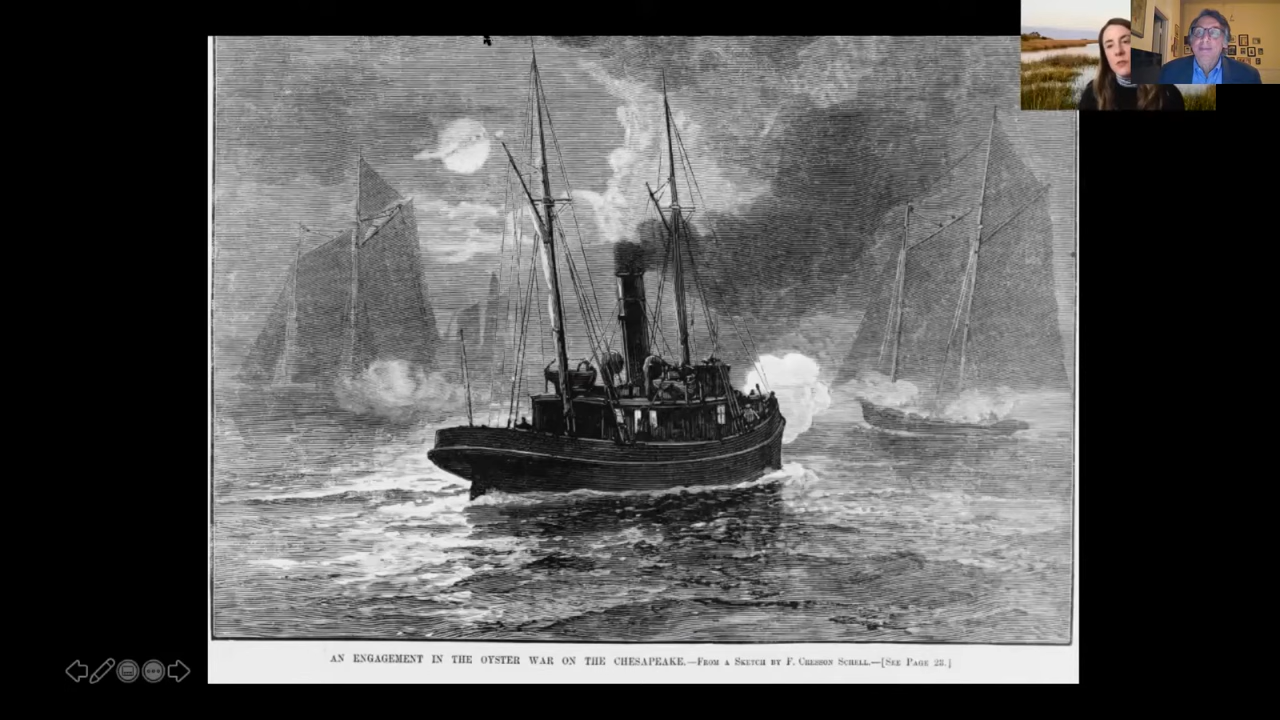 AN ENGAGEMENT IN THE OYSTER WAR ON THE CHESAPEAKE.—From a Sketch by F. Cresson Schell.—[See Page 23.]